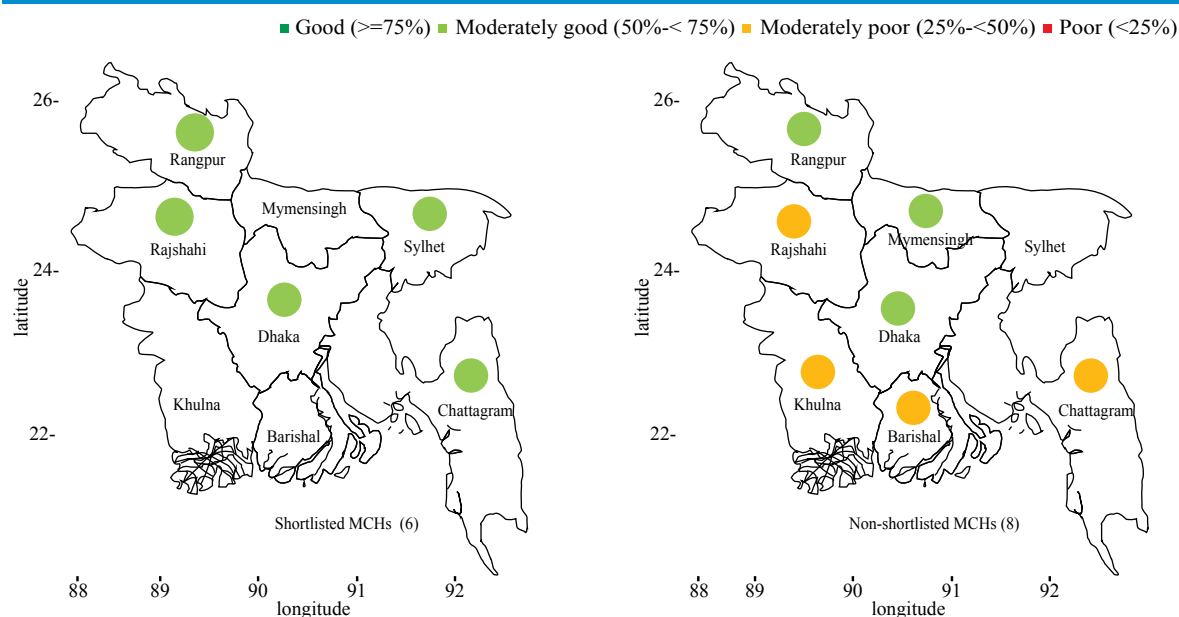 Good (>=75%) Moderately good (50%-< 75%) Moderately poor (25%-<50%) Poor (<25%)
26-
24-
22-
latitude
Rangpur
Mymensingh
Rajshahi
Sylhet
Dhaka
Khulna
Chattagram
Barishal
Shortlisted MCHs (6)
88 89 90 91 92
longitude
26-
24-
22-
latitude
Rangpur
Mymensingh
Rajshahi
Sylhet
Dhaka
Khulna
Chattagram
Barishal
Non-shortlisted MCHs (8)
88 89 90 91 92
longitude